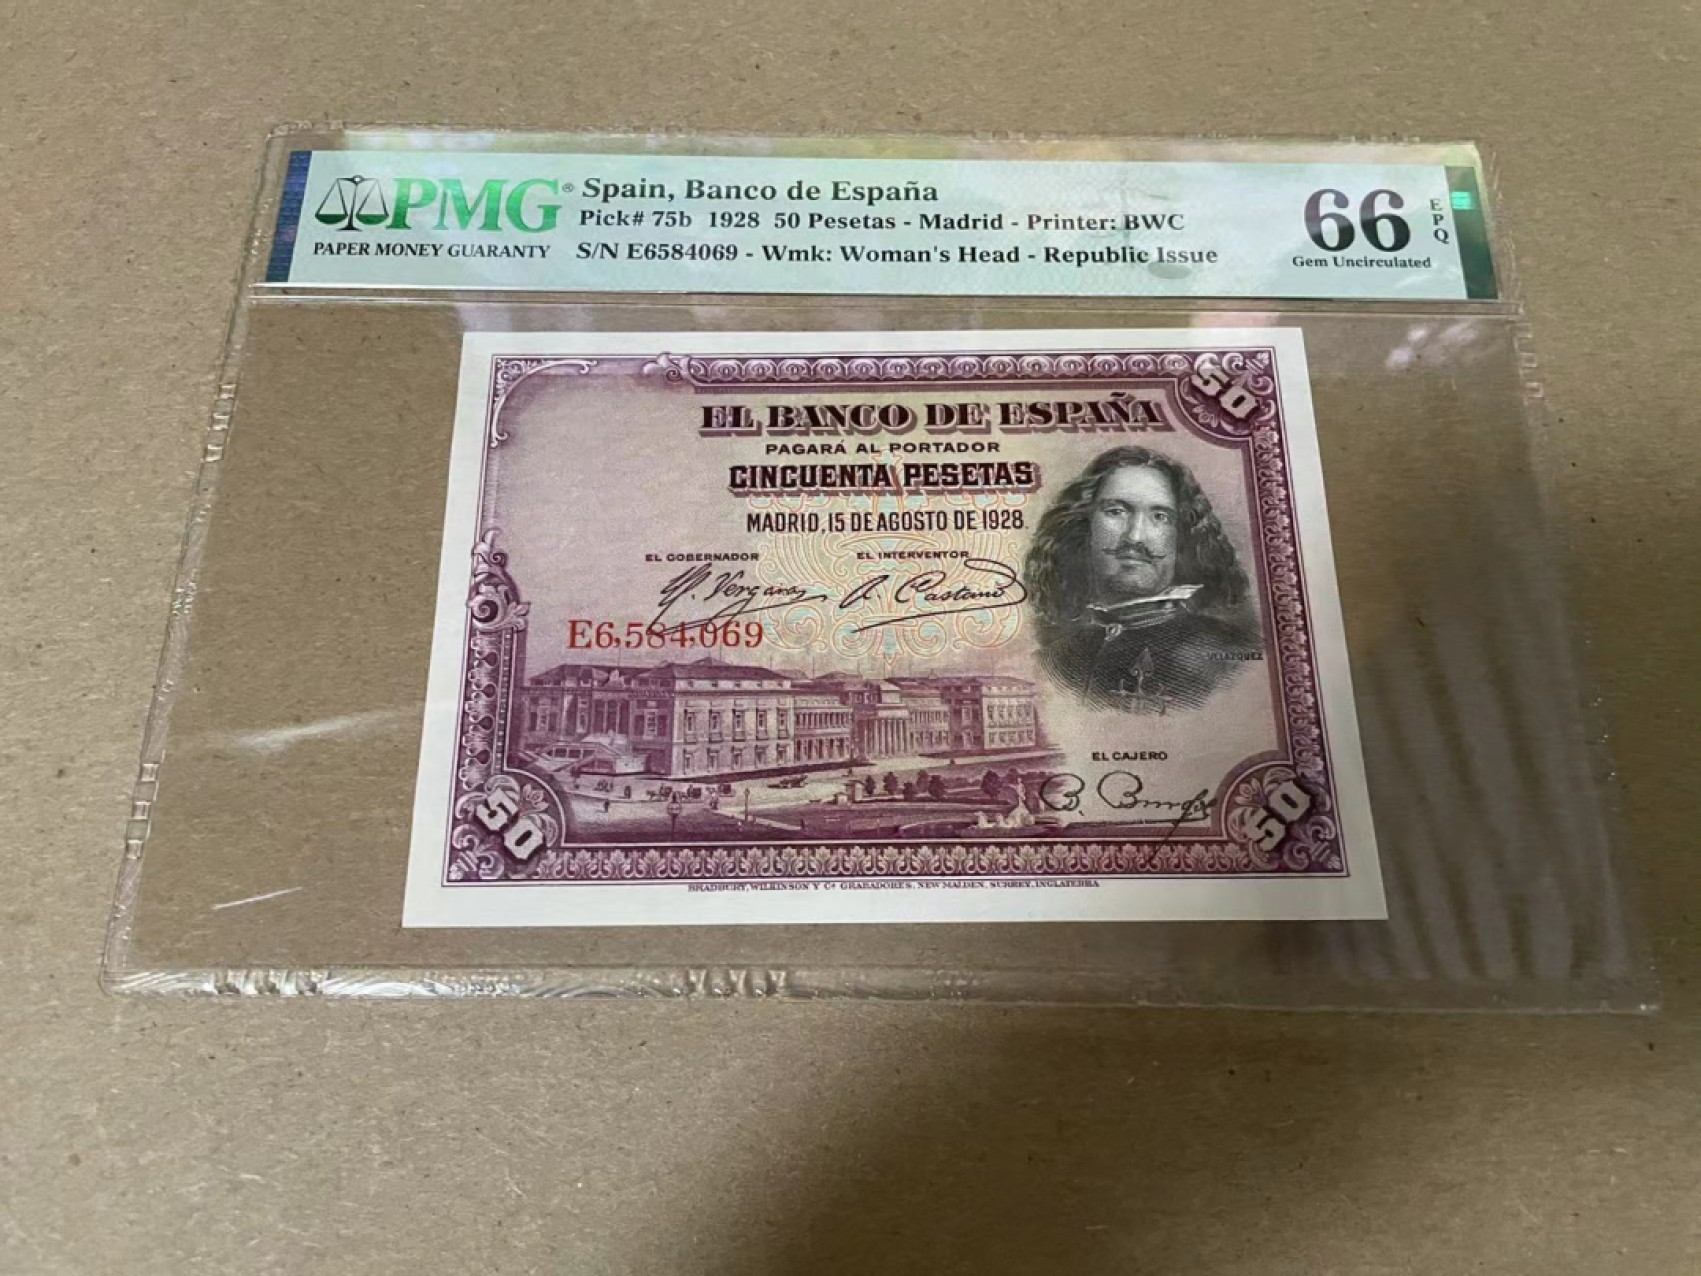 PMG®
PAPER MONEY GUARANTY
Spain, Banco de España
Pick# 75b 1928 50 Pesetas - Madrid - Printer: BWC
S/N E6584069 - Wmk: Woman's Head - Republic Issue
66
EPQ
Gem Uncirculated
50
EL BANCO DE ESPAÑA
PAGARÁ AL PORTADOR
CINCUENTA PESETAS
MADRID, 15 DE AGOSTO DE 1928.
EL GOBERNADOR
EL INTERVENTOR
Vergara
A. Castaño
E6,584,069
VELAZQUEZ
EL CAJERO
50
50
BRADBURY, WILKINSON Y Cª GRABADORES, NEW MALDEN, SURREY, INGLATERRA